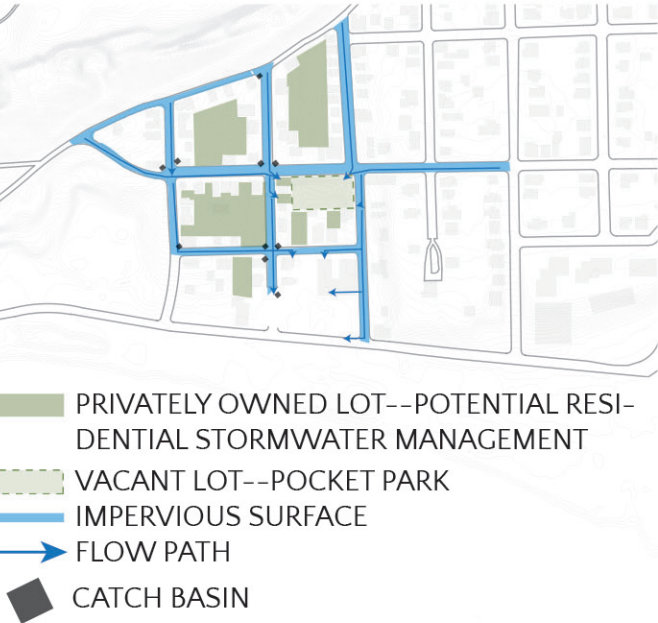 PRIVATELY OWNED LOT--POTENTIAL RESI-
DENTIAL STORMWATER MANAGEMENT
VACANT LOT--POCKET PARK
IMPERVIOUS SURFACE
FLOW PATH
CATCH BASIN